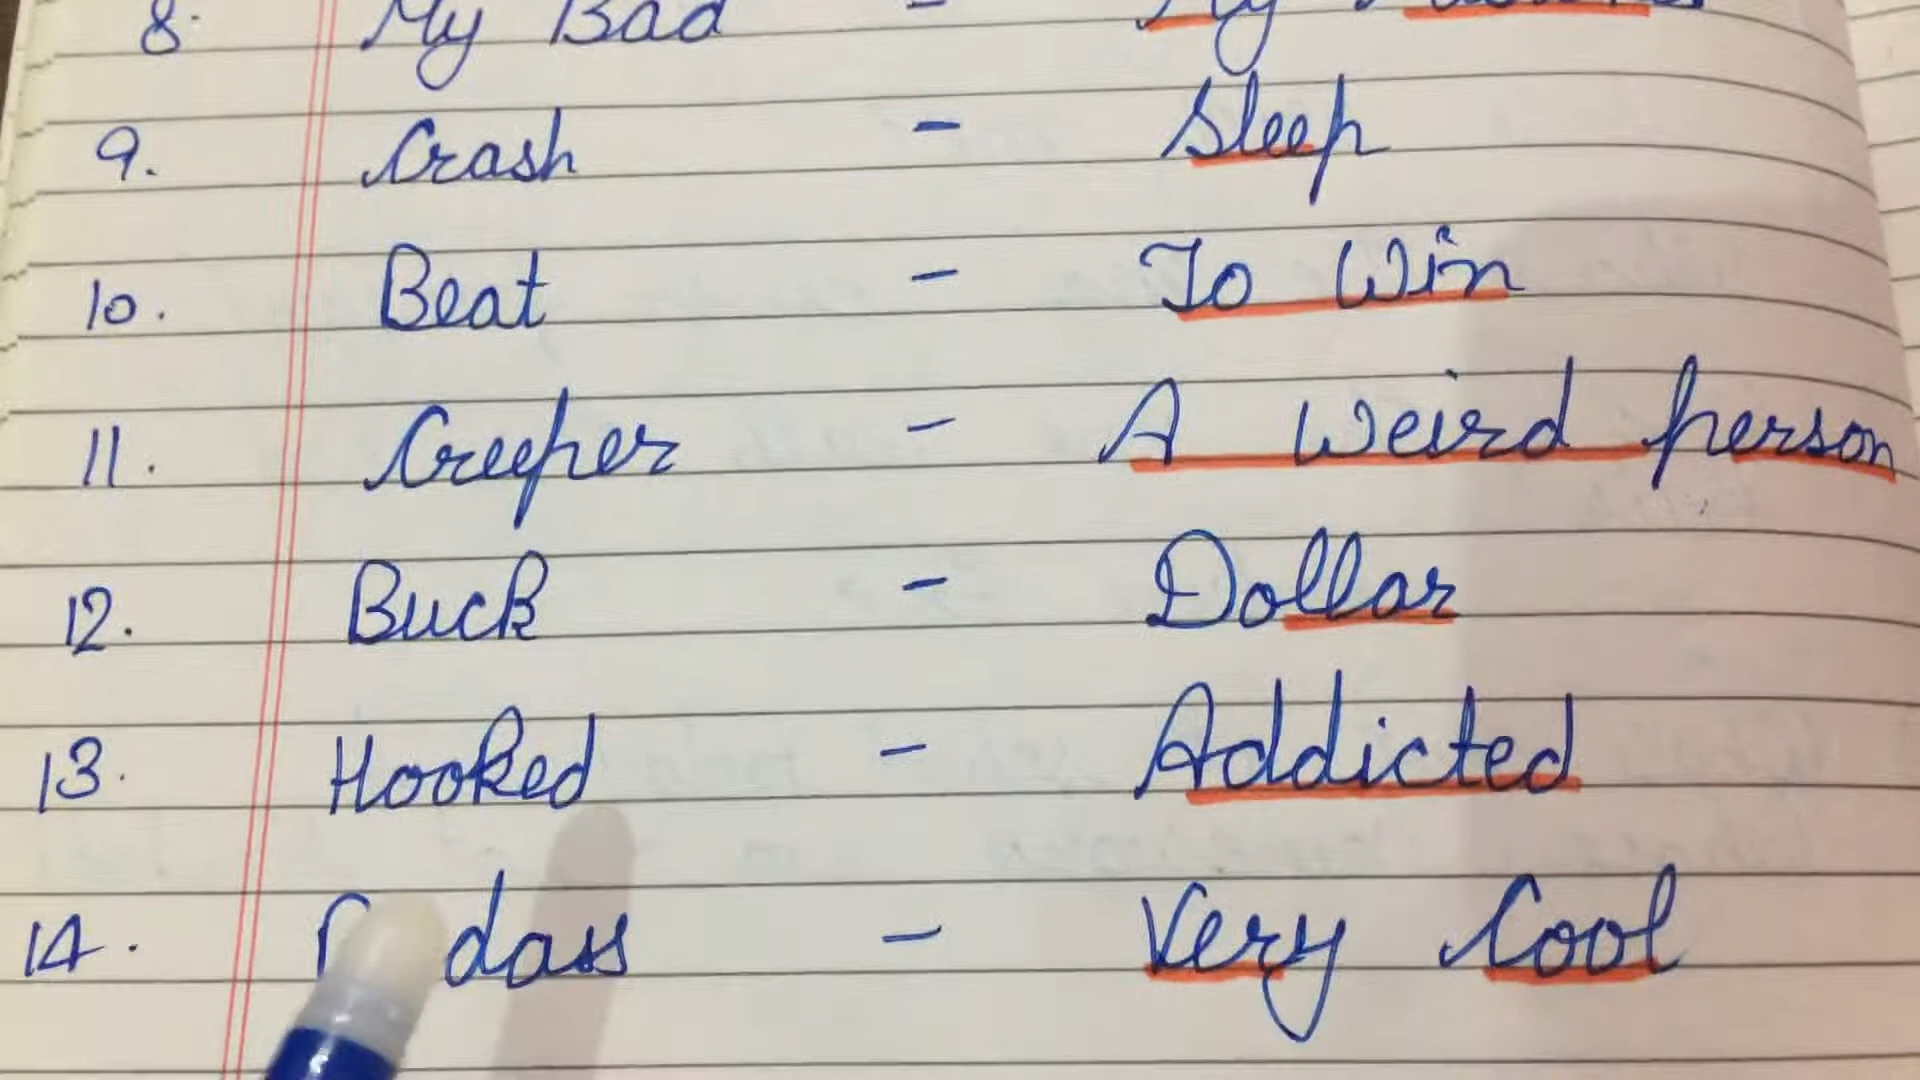 8. My Bad - My
9. Crash - Sleep
10. Beat - To Win
11. Creeper - A Weird person
12. Buck - Dollar
13. Hooked - Addicted
14. - Very Cool